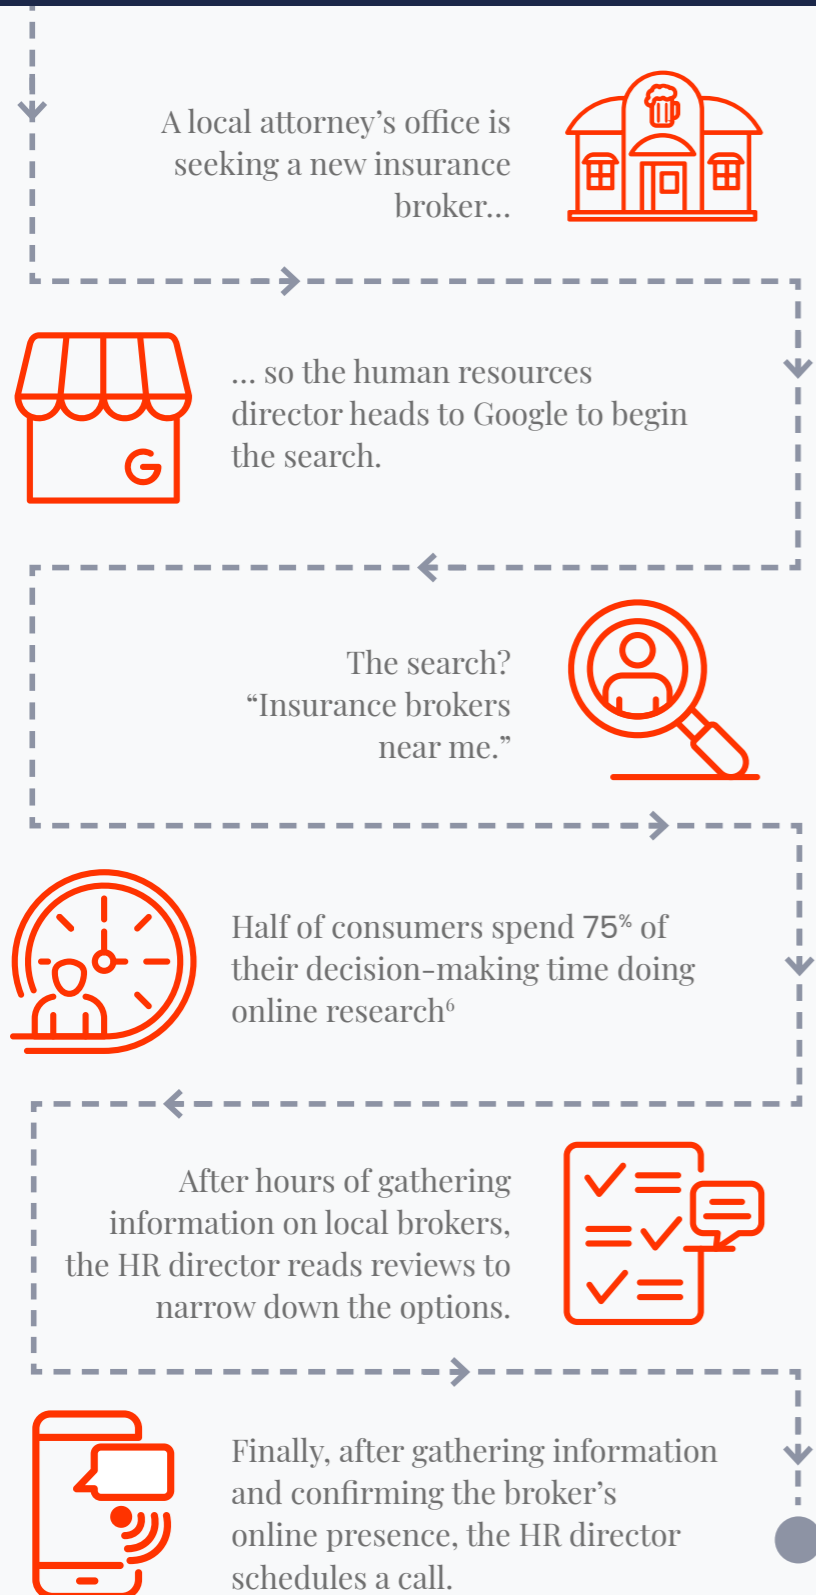 A local attorney’s office is
seeking a new insurance
broker…
… so the human resources
director heads to Google to begin
the search.
G
The search?
“Insurance brokers
near me.”
Half of consumers spend 75% of
their decision-making time doing
online research⁶
After hours of gathering
information on local brokers,
the HR director reads reviews to
narrow down the options.
Finally, after gathering information
and confirming the broker’s
online presence, the HR director
schedules a call.